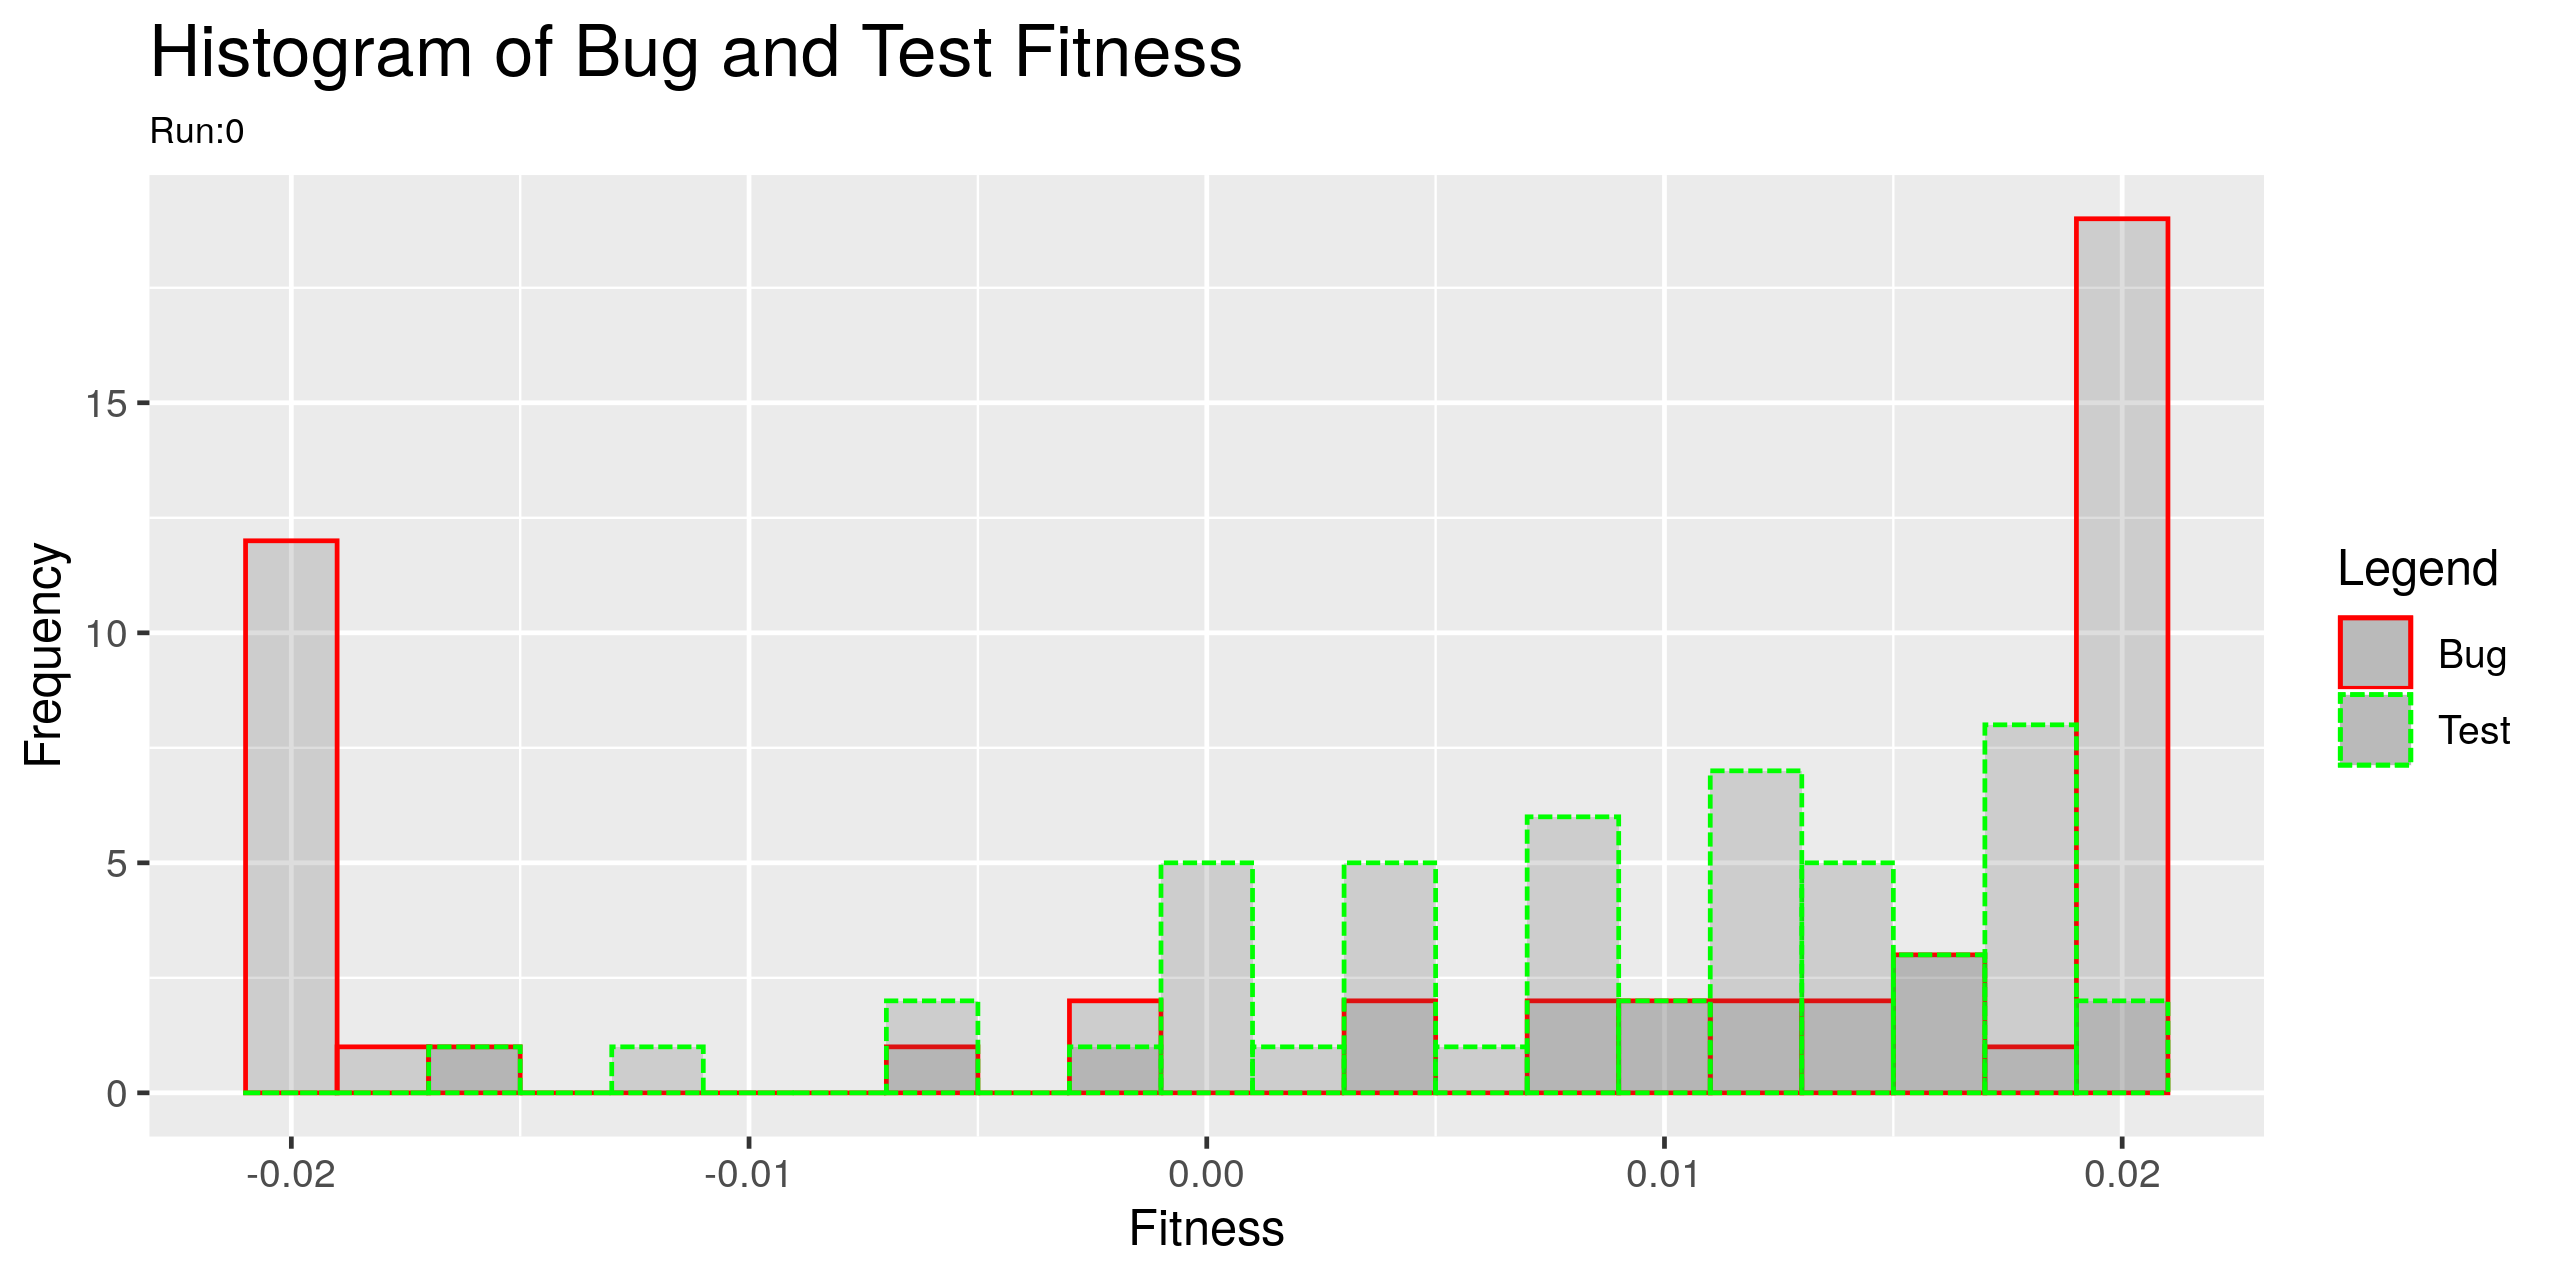 Histogram of Bug and Test Fitness
Run:0
Frequency
15
10
5
0
-0.02 -0.01 0.00 0.01 0.02
Fitness
Legend
Bug
Test